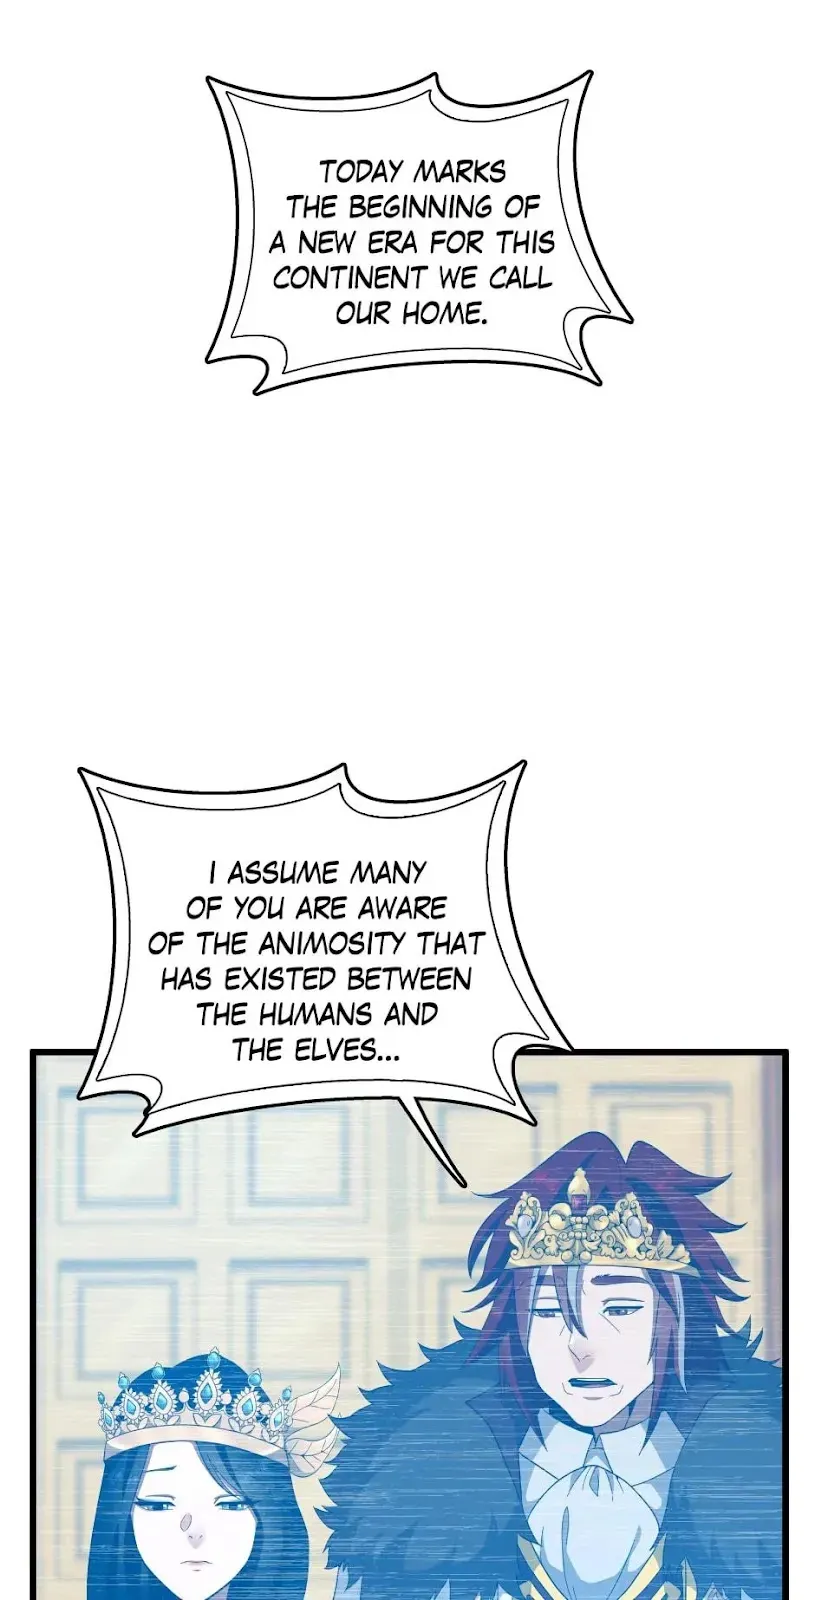 TODAY MARKS
THE BEGINNING OF
A NEW ERA FOR THIS
CONTINENT WE CALL
OUR HOME.
I ASSUME MANY
OF YOU ARE AWARE
OF THE ANIMOSITY THAT
HAS EXISTED BETWEEN
THE HUMANS AND
THE ELVES...